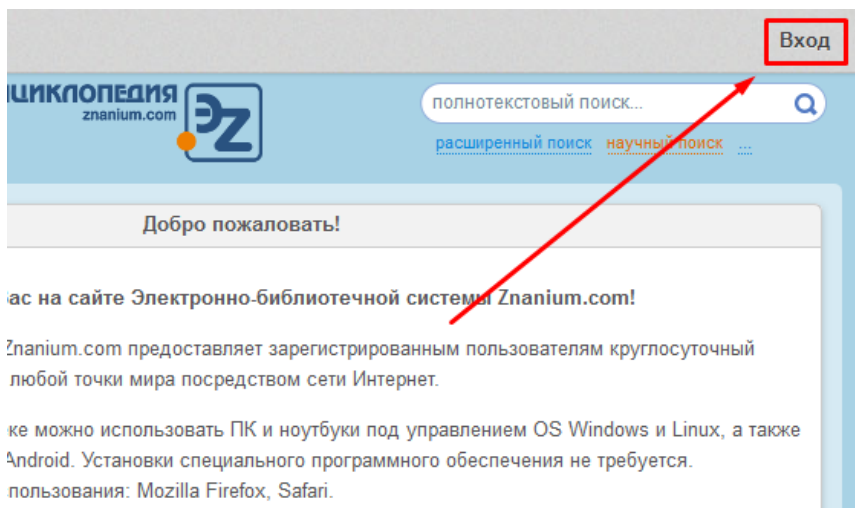 Вход
ЦИКЛОПЕДИЯ
znanium.com
ЭZ
полнотекстовый поиск...
расширенный поиск научный поиск ...
Добро пожаловать!
Вас на сайте Электронно-библиотечной системы Znanium.com!
Znanium.com предоставляет зарегистрированным пользователям круглосуточный
любой точки мира посредством сети Интернет.
же можно использовать ПК и ноутбуки под управлением OS Windows и Linux, а также
Android. Установки специального программного обеспечения не требуется.
пользования: Mozilla Firefox, Safari.